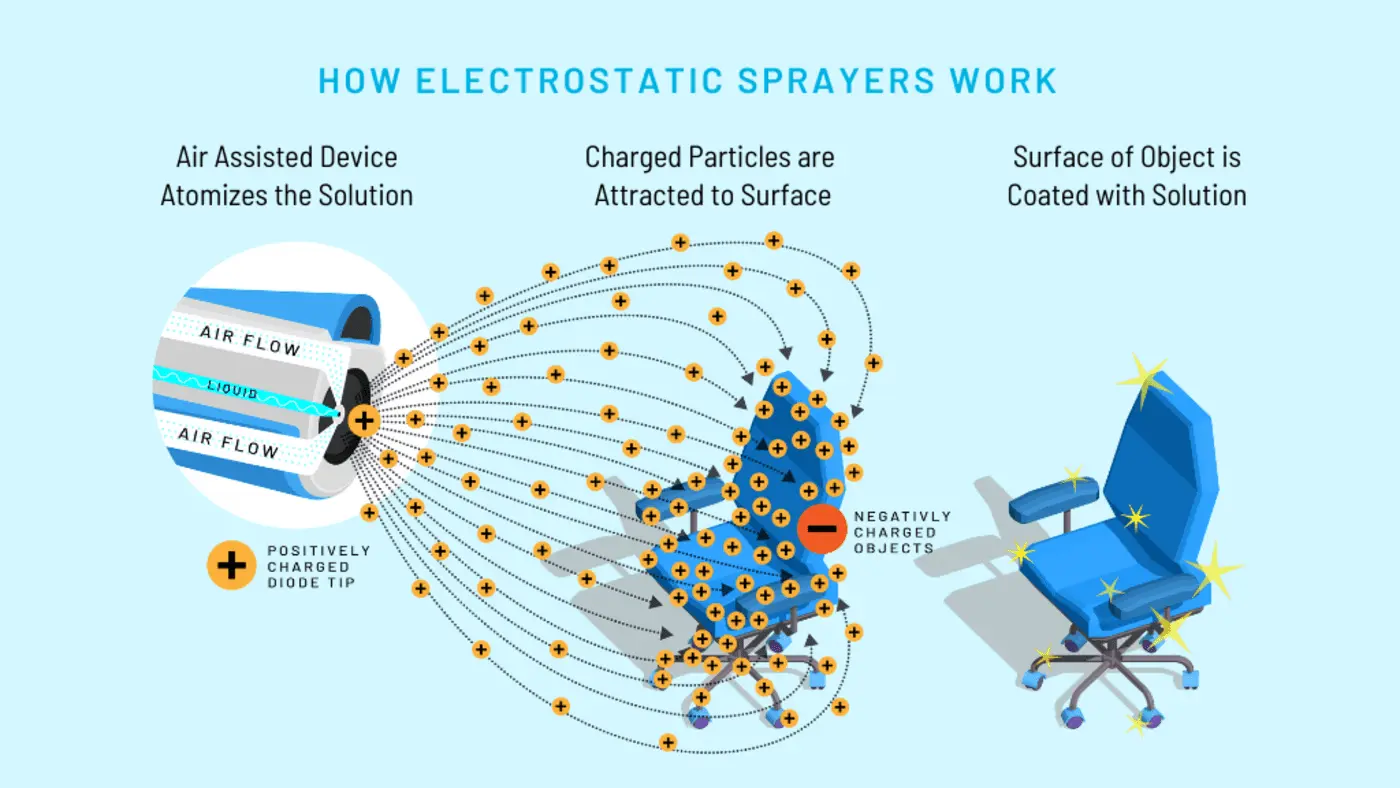 HOW ELECTROSTATIC SPRAYERS WORK
Air Assisted Device
Atomizes the Solution
Charged Particles are
Attracted to Surface
Surface of Object is
Coated with Solution
AIR FLOW
LIQUID
AIR FLOW
POSITIVELY
CHARGED
DIODE TIP
NEGATIVLY
CHARGED
OBJECTS